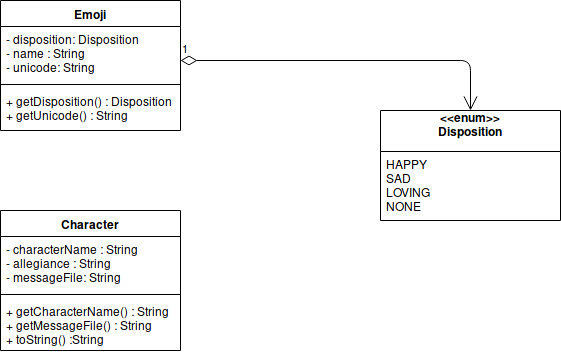 Emoji
- disposition: Disposition
- name : String
- unicode: String
+ getDisposition() : Disposition
+ getUnicode() : String
1
<<enum>>
Disposition
HAPPY
SAD
LOVING
NONE
Character
- characterName : String
- allegiance : String
- messageFile: String
+ getCharacterName() : String
+ getMessageFile() : String
+ toString() :String